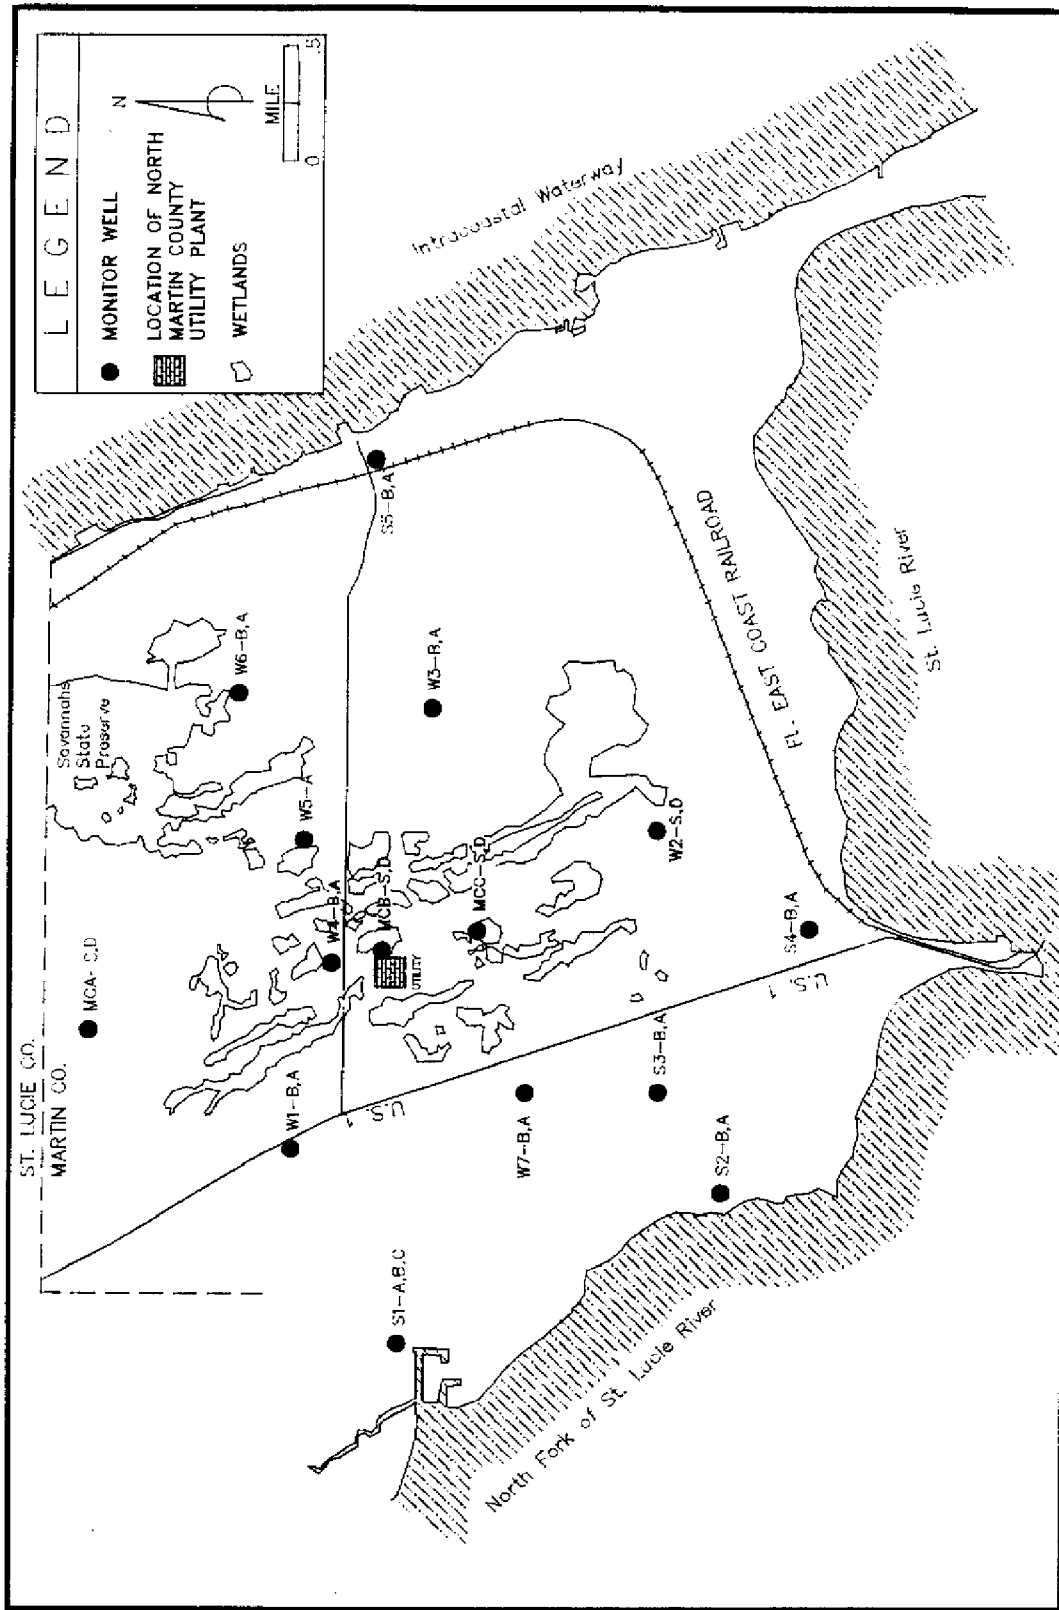 LEGEND
MONITOR WELL
LOCATION OF NORTH
MARTIN COUNTY
UTILITY PLANT
WETLANDS
N
MILE
0 .5
ST. LUCIE CO.
MARTIN CO.
MCA- S,D
Savannahs
State
Preserve
W6-B,A
W1-B,A
W5-A
W4-B,A
Intracoastal Waterway
S5-B,A
MCB-S,D
UTILITY
S1-A,B,C
U.S. 1
W3-B,A
MCC-S,D
W7-B,A
W2-S,D
S3-B,A
S2-B,A
U.S. 1
S4-B,A
Fl. EAST COAST RAILROAD
North Fork of St. Lucie River
St. Lucie River